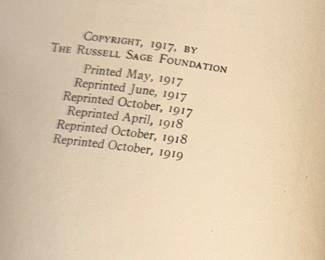 Copyright, 1917, by
The Russell Sage Foundation
Printed May, 1917
Reprinted June, 1917
Reprinted October, 1917
Reprinted April, 1918
Reprinted October, 1918
Reprinted October, 1919